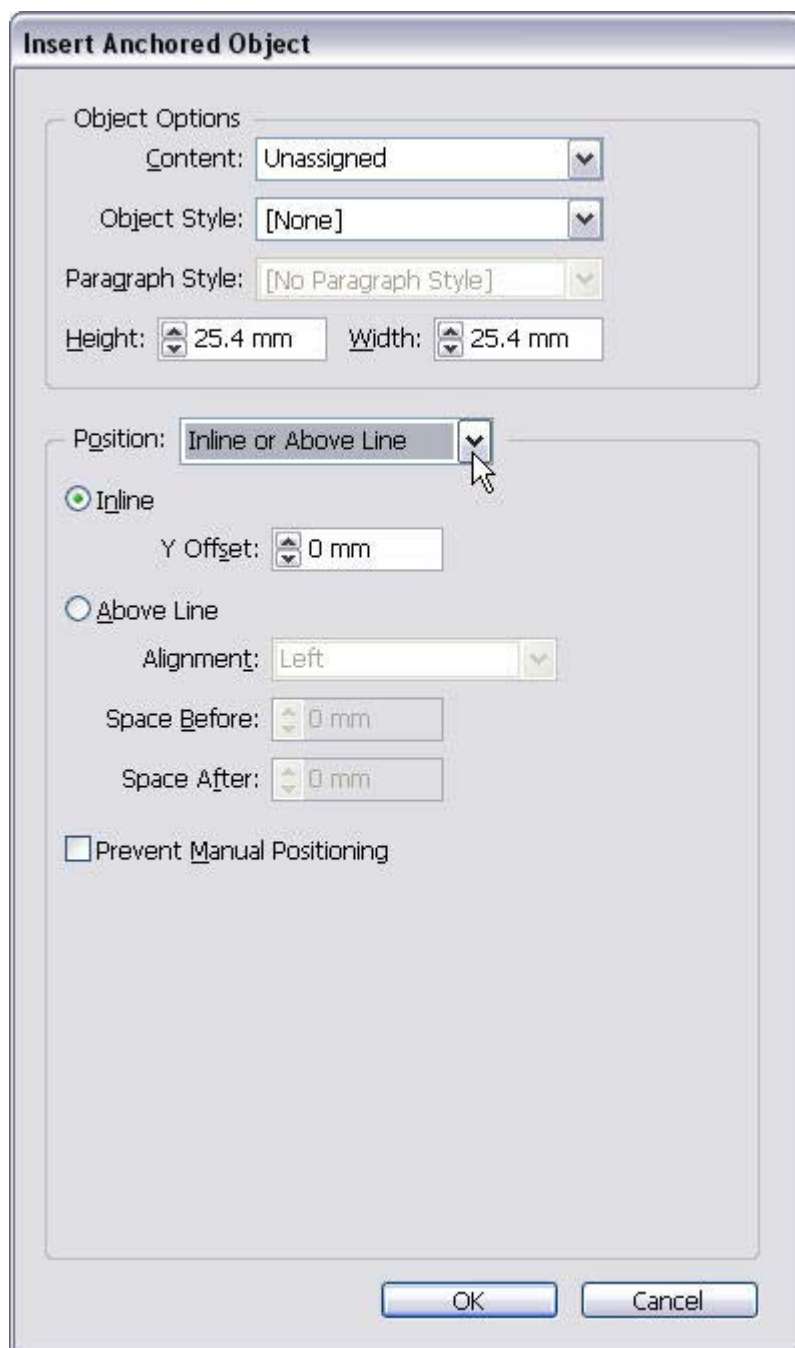 Insert Anchored Object
Object Options
Content: Unassigned
Object Style: [None]
Paragraph Style: [No Paragraph Style]
Height: 25.4 mm Width: 25.4 mm
Position: Inline or Above Line
Inline
Y Offset: 0 mm
Above Line
Alignment: Left
Space Before: 0 mm
Space After: 0 mm
Prevent Manual Positioning
OK Cancel